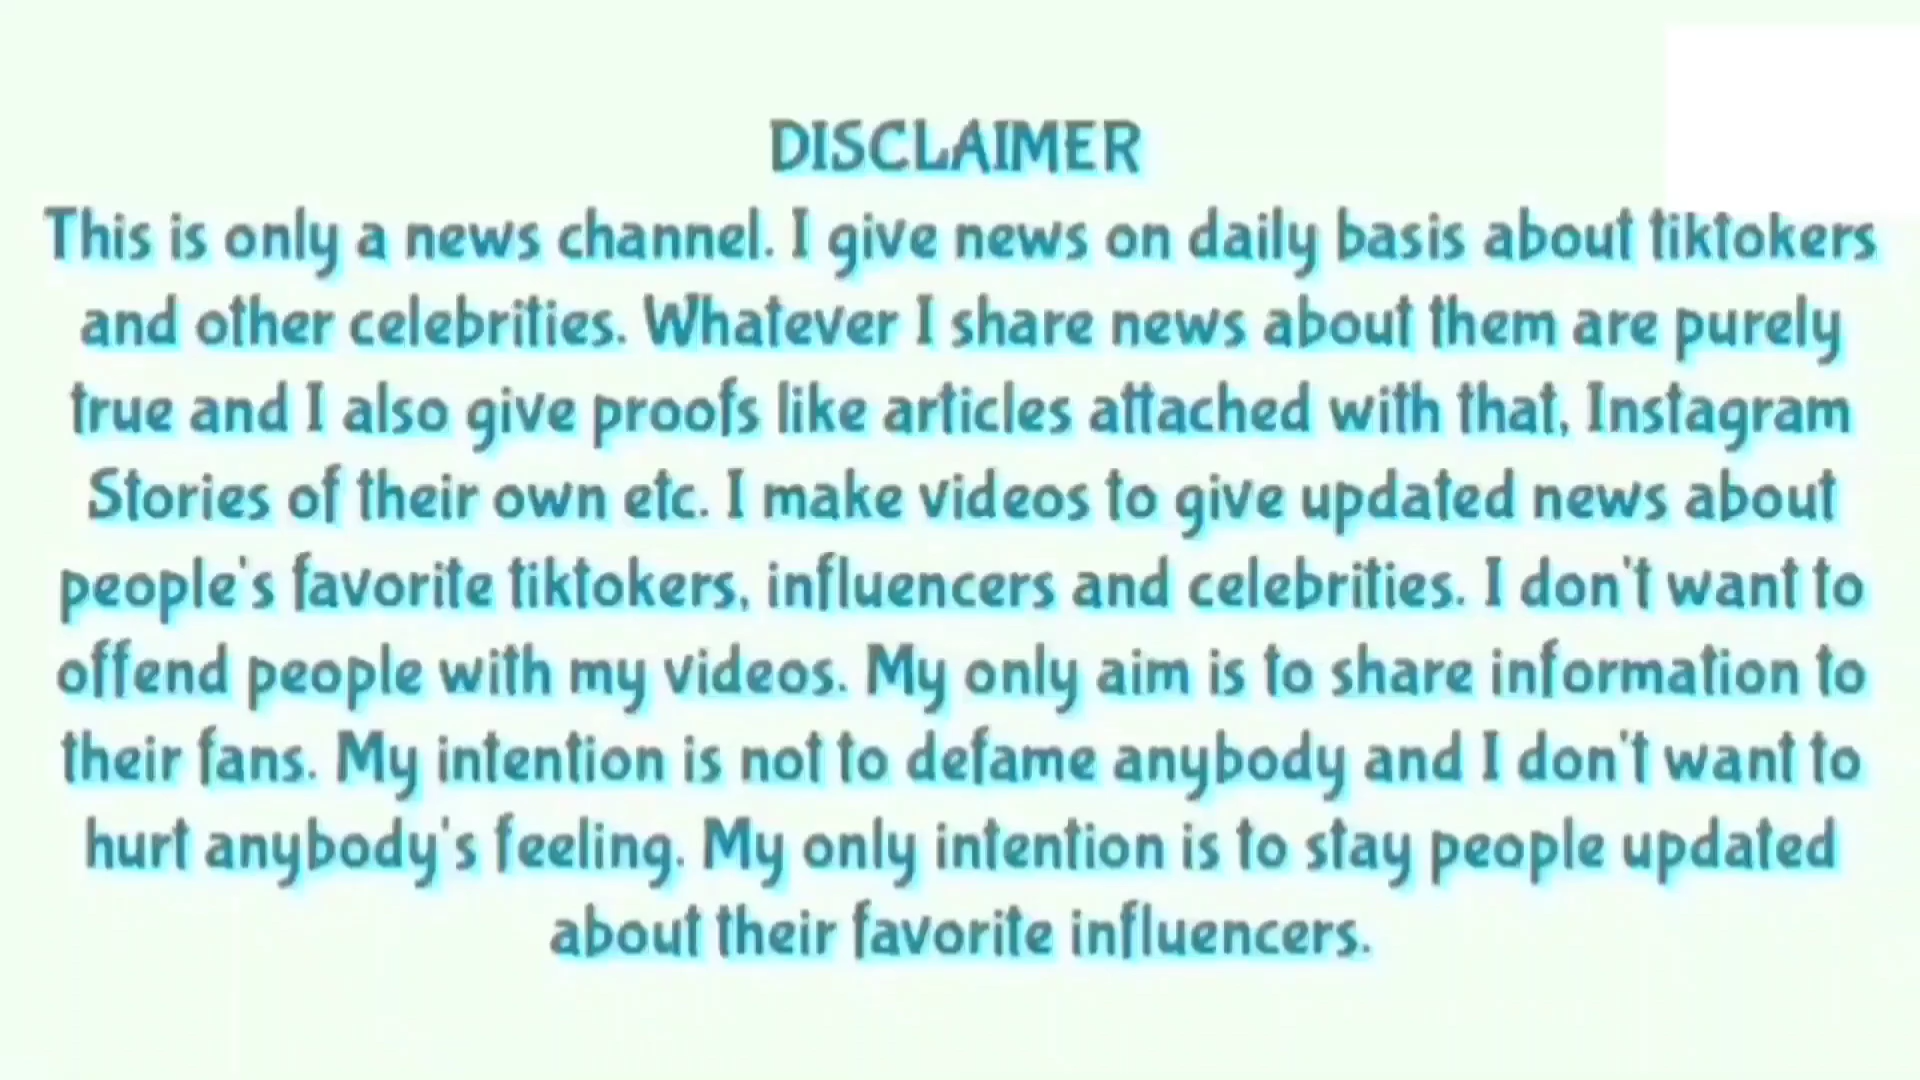 DISCLAIMER
This is only a news channel. I give news on daily basis about tiktokers
and other celebrities. Whatever I share news about them are purely
true and I also give proofs like articles attached with that, Instagram
Stories of their own etc. I make videos to give updated news about
people's favorite tiktokers, influencers and celebrities. I don't want to
offend people with my videos. My only aim is to share information to
their fans. My intention is not to defame anybody and I don't want to
hurt anybody's feeling. My only intention is to stay people updated
about their favorite influencers.